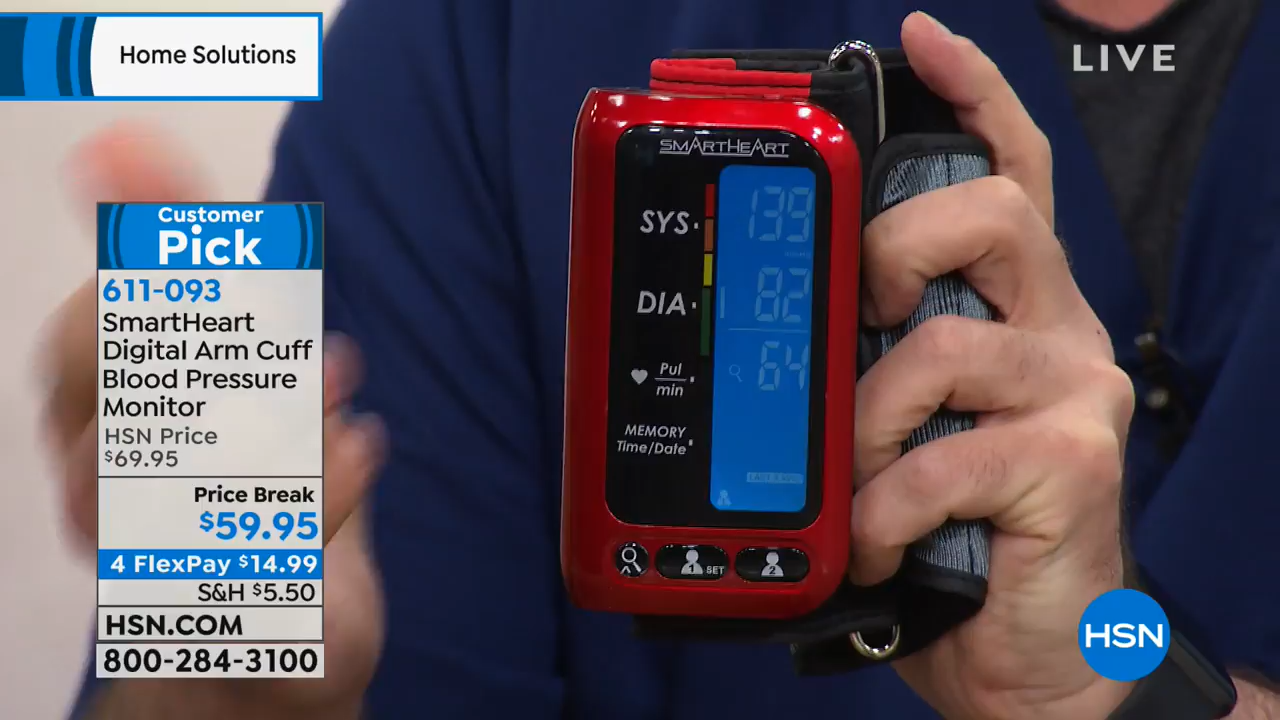 Home Solutions
LIVE
Customer
Pick
611-093
SmartHeart
Digital Arm Cuff
Blood Pressure
Monitor
HSN Price
$69.95
Price Break
$59.95
4 FlexPay $14.99
S&H $5.50
HSN.COM
800-284-3100
SMARTHEART
SYS
139
DIA
82
Pul
min
64
MEMORY
Time/Date
1
SET
2
HSN